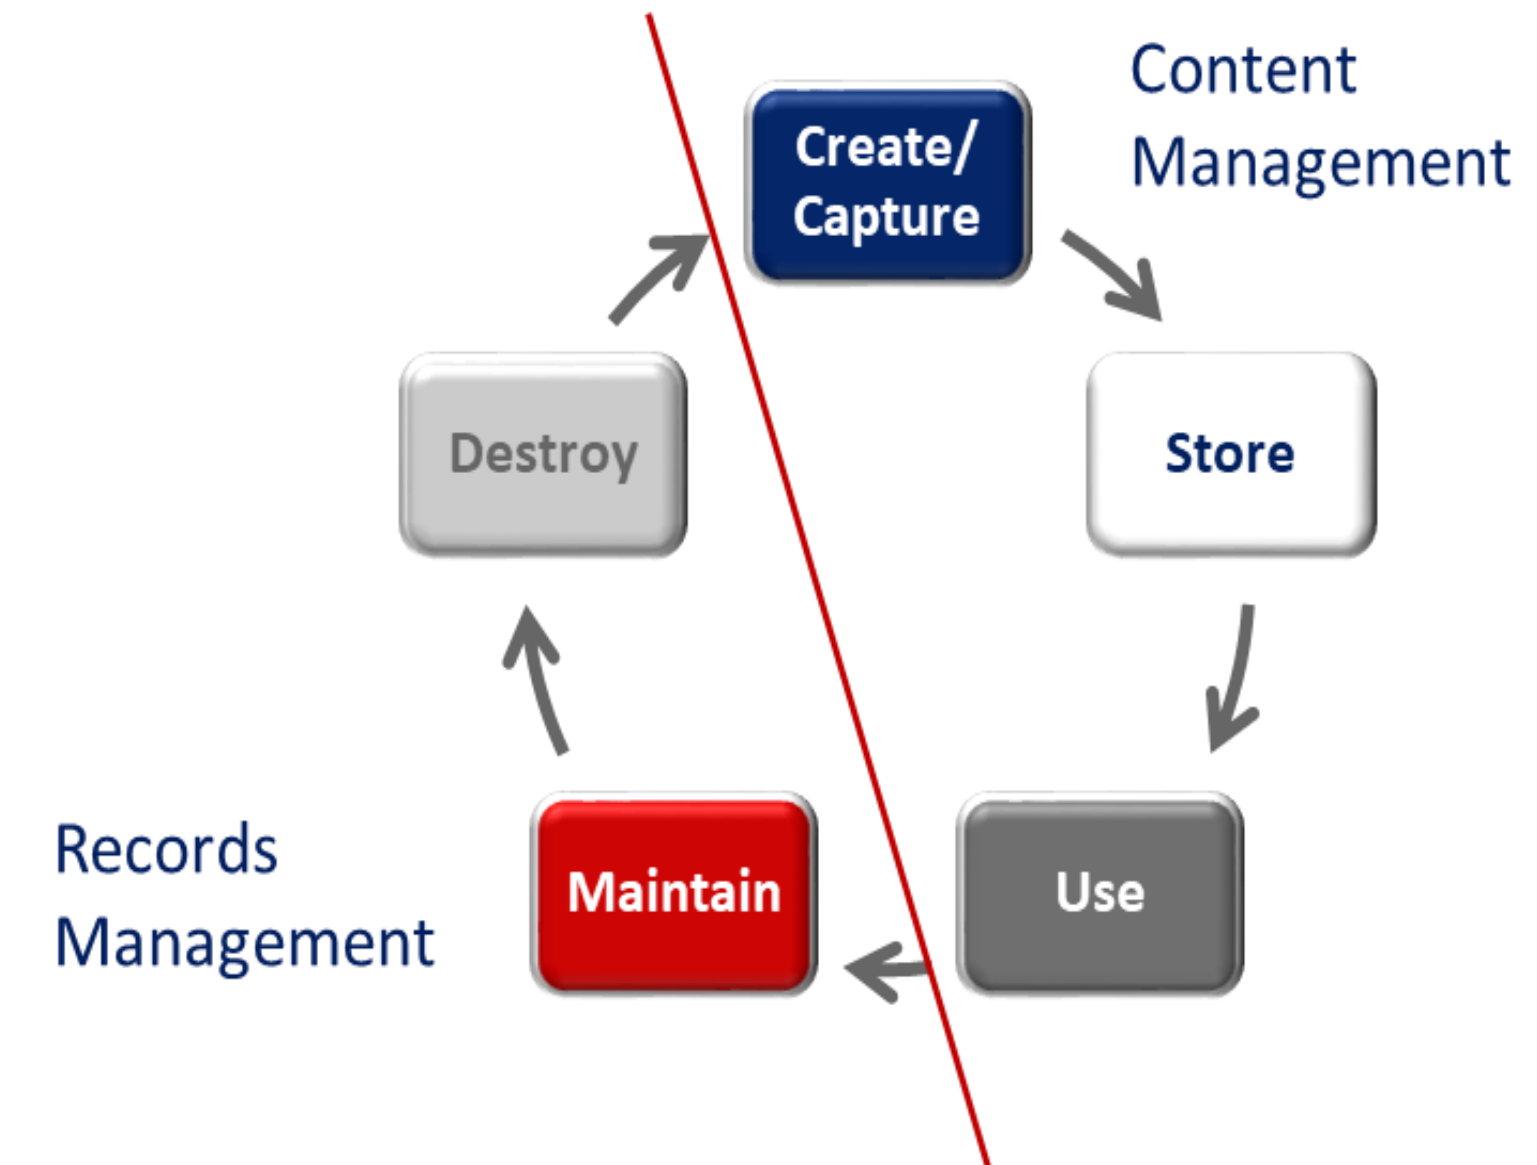 Content
Management
Create/
Capture
Store
Use
Maintain
Destroy
Records
Management